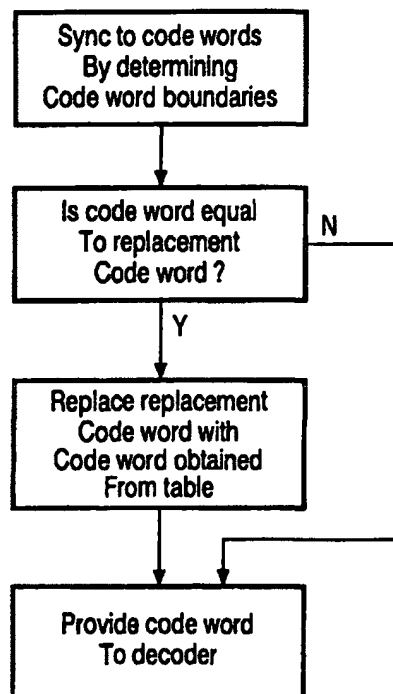 Sync to code words
By determining
Code word boundaries
Is code word equal
To replacement
Code word ?
N
Y
Replace replacement
Code word with
Code word obtained
From table
Provide code word
To decoder